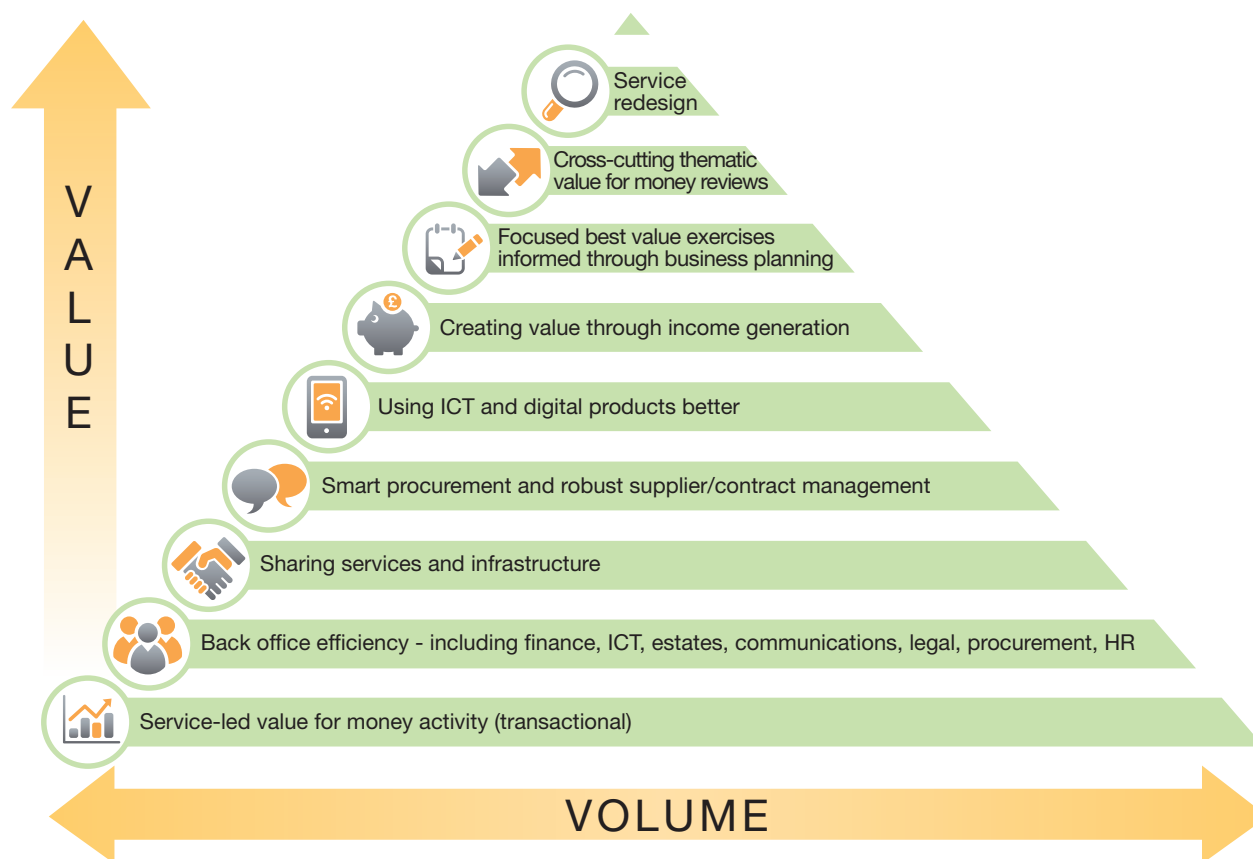 VALUE
Service
redesign
Cross-cutting thematic
value for money reviews
Focused best value exercises
informed through business planning
£
Creating value through income generation
Using ICT and digital products better
Smart procurement and robust supplier/contract management
Sharing services and infrastructure
Back office efficiency - including finance, ICT, estates, communications, legal, procurement, HR
Service-led value for money activity (transactional)
VOLUME